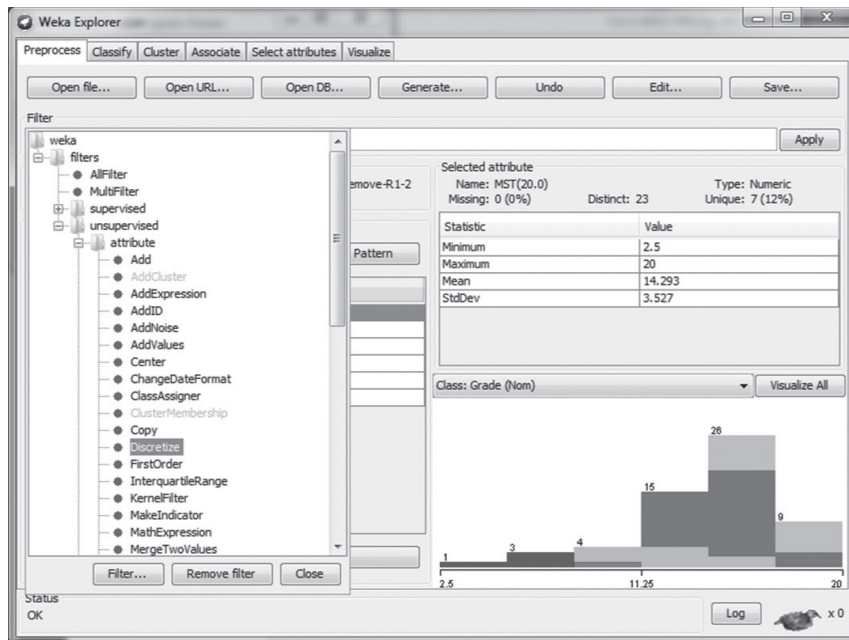 Weka Explorer
Preprocess Classify Cluster Associate Select attributes Visualize
Open file... Open URL... Open DB... Generate... Undo Edit... Save...
Filter
Apply
weka
filters
AllFilter
MultiFilter
supervised
unsupervised
attribute
Add
AddCluster
AddExpression
AddID
AddNoise
AddValues
Center
ChangeDateFormat
ClassAssigner
ClusterMembership
Copy
Discretize
FirstOrder
InterquartileRange
KernelFilter
MakeIndicator
MathExpression
MergeTwoValues
Filter... Remove filter Close
emove-R1-2
Pattern
Selected attribute
Name: MST(20.0) Type: Numeric
Missing: 0 (0%) Distinct: 23 Unique: 7 (12%)
Statistic Value
Minimum 2.5
Maximum 20
Mean 14.293
StdDev 3.527
Class: Grade (Nom) Visualize All
1 3 4 15 26 9
2.5 11.25 20
Status
OK
Log x 0